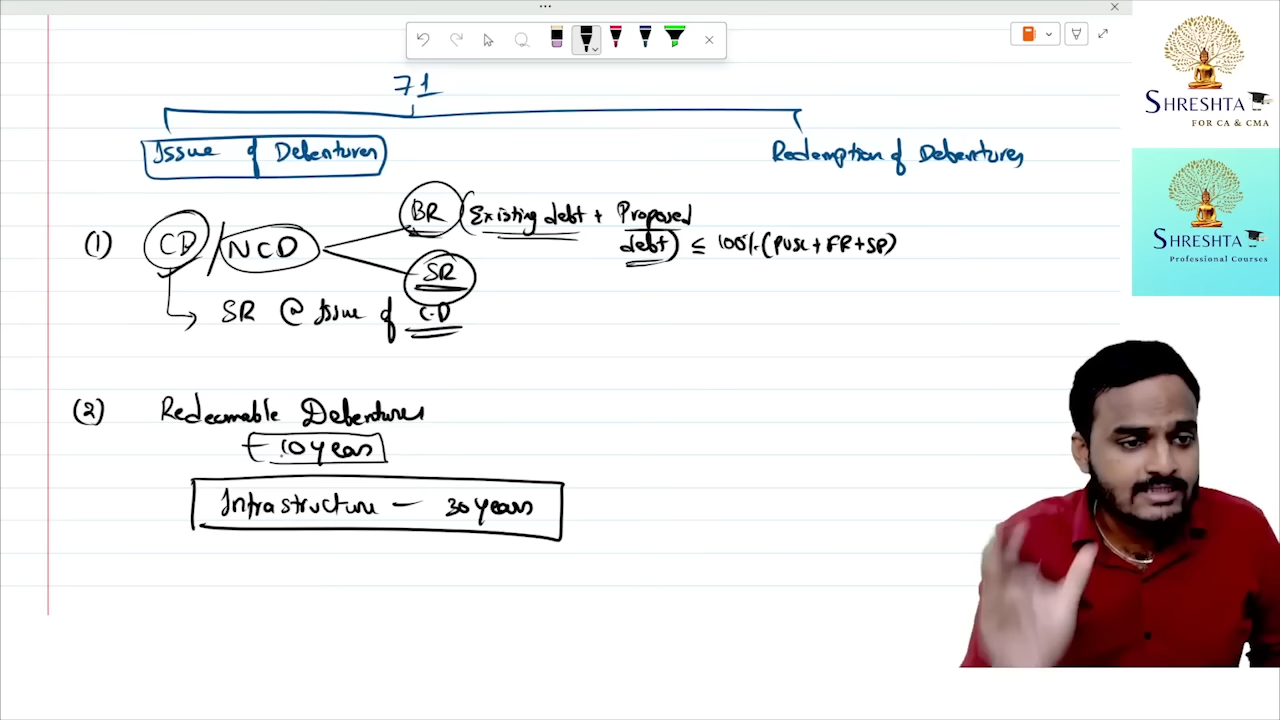 71
Issue of Debentures
Redemption of Debentures
(1) CD / NCD
BR (Existing debt + Proposed
debt) ≤ 100% (PUSC + FR + SP)
SR
SR @ Issue of CD
(2) Redeemable Debentures
- 10 years
Infrastructure - 30 years
SHRESHTA
FOR CA & CMA
SHRESHTA
Professional Courses